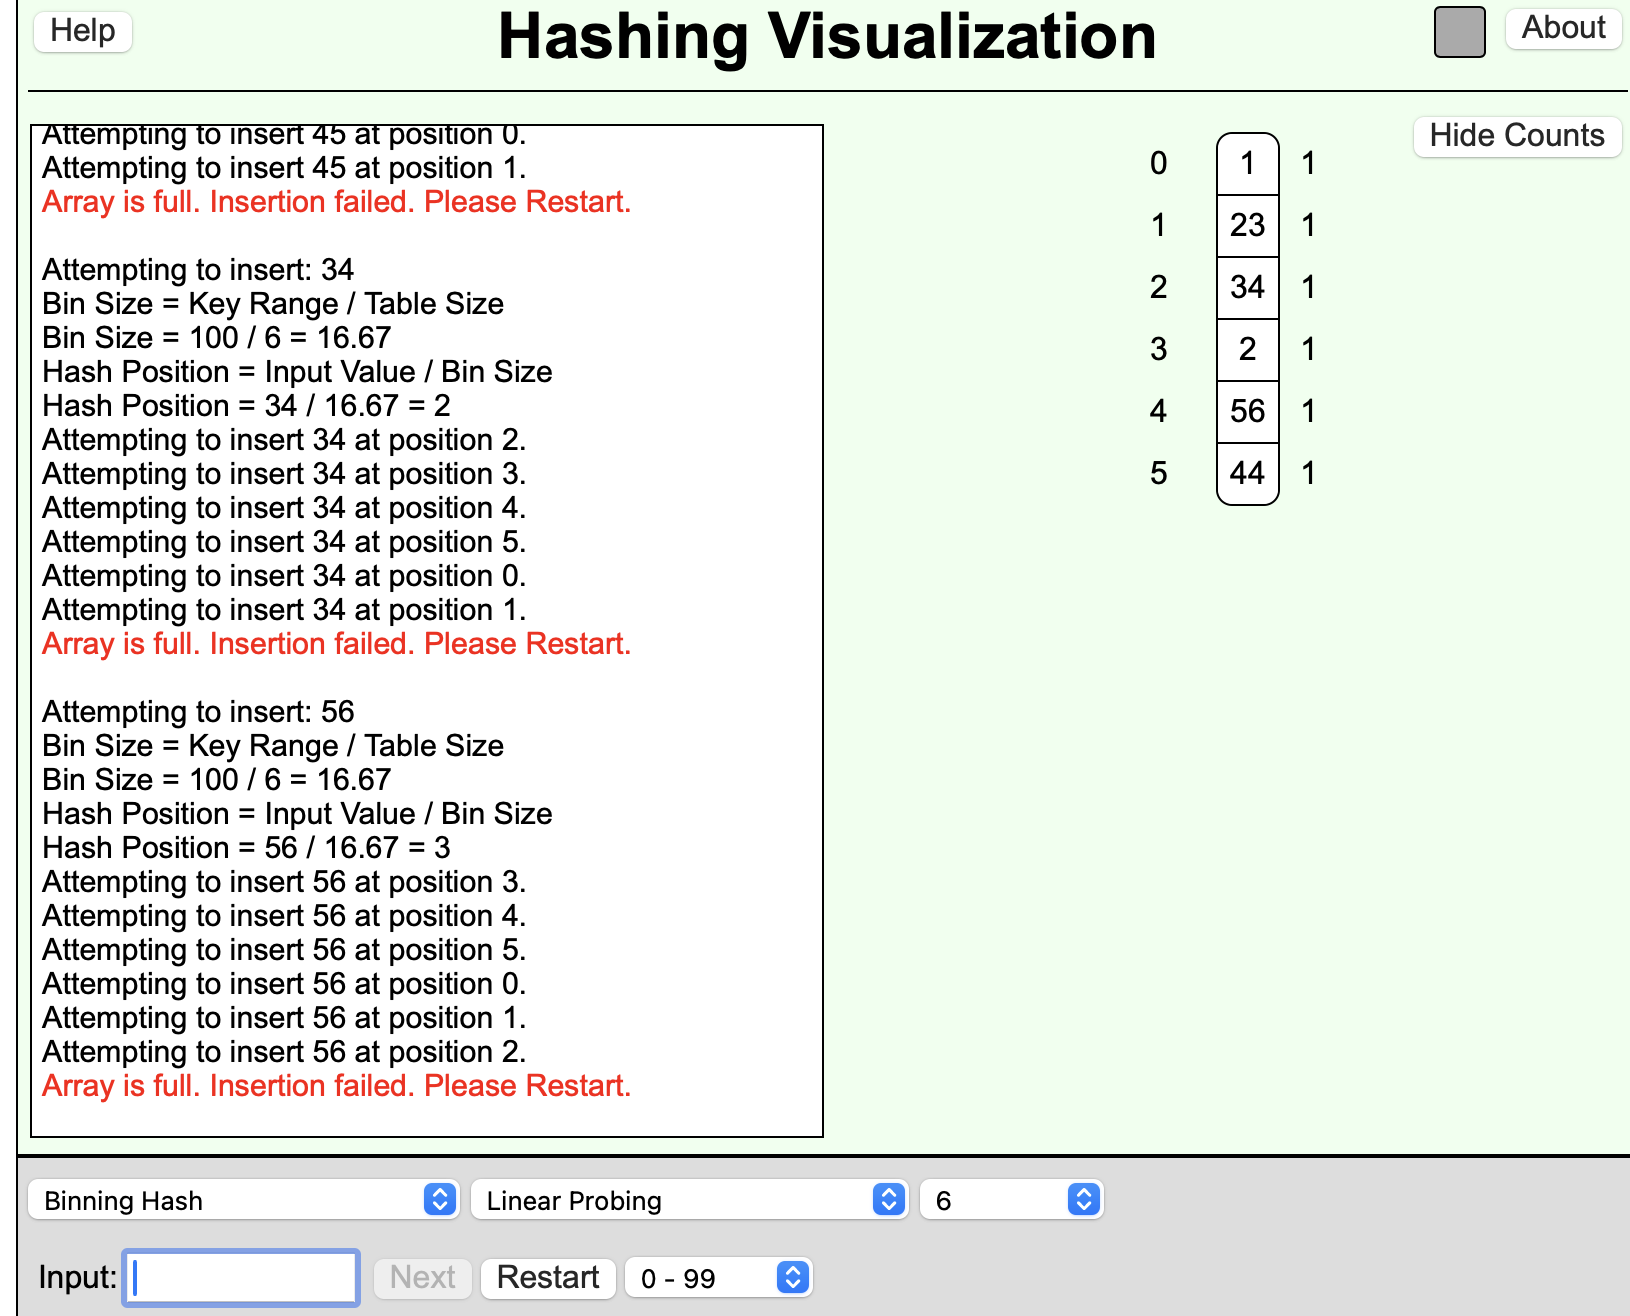 Help
Hashing Visualization
About
Hide Counts
Attempting to insert 45 at position 0.
Attempting to insert 45 at position 1.
Array is full. Insertion failed. Please Restart.
Attempting to insert: 34
Bin Size = Key Range / Table Size
Bin Size = 100 / 6 = 16.67
Hash Position = Input Value / Bin Size
Hash Position = 34 / 16.67 = 2
Attempting to insert 34 at position 2.
Attempting to insert 34 at position 3.
Attempting to insert 34 at position 4.
Attempting to insert 34 at position 5.
Attempting to insert 34 at position 0.
Attempting to insert 34 at position 1.
Array is full. Insertion failed. Please Restart.
Attempting to insert: 56
Bin Size = Key Range / Table Size
Bin Size = 100 / 6 = 16.67
Hash Position = Input Value / Bin Size
Hash Position = 56 / 16.67 = 3
Attempting to insert 56 at position 3.
Attempting to insert 56 at position 4.
Attempting to insert 56 at position 5.
Attempting to insert 56 at position 0.
Attempting to insert 56 at position 1.
Attempting to insert 56 at position 2.
Array is full. Insertion failed. Please Restart.
0 1 1
1 23 1
2 34 1
3 2 1
4 56 1
5 44 1
Binning Hash
Linear Probing
6
Input:
Next
Restart
0 - 99